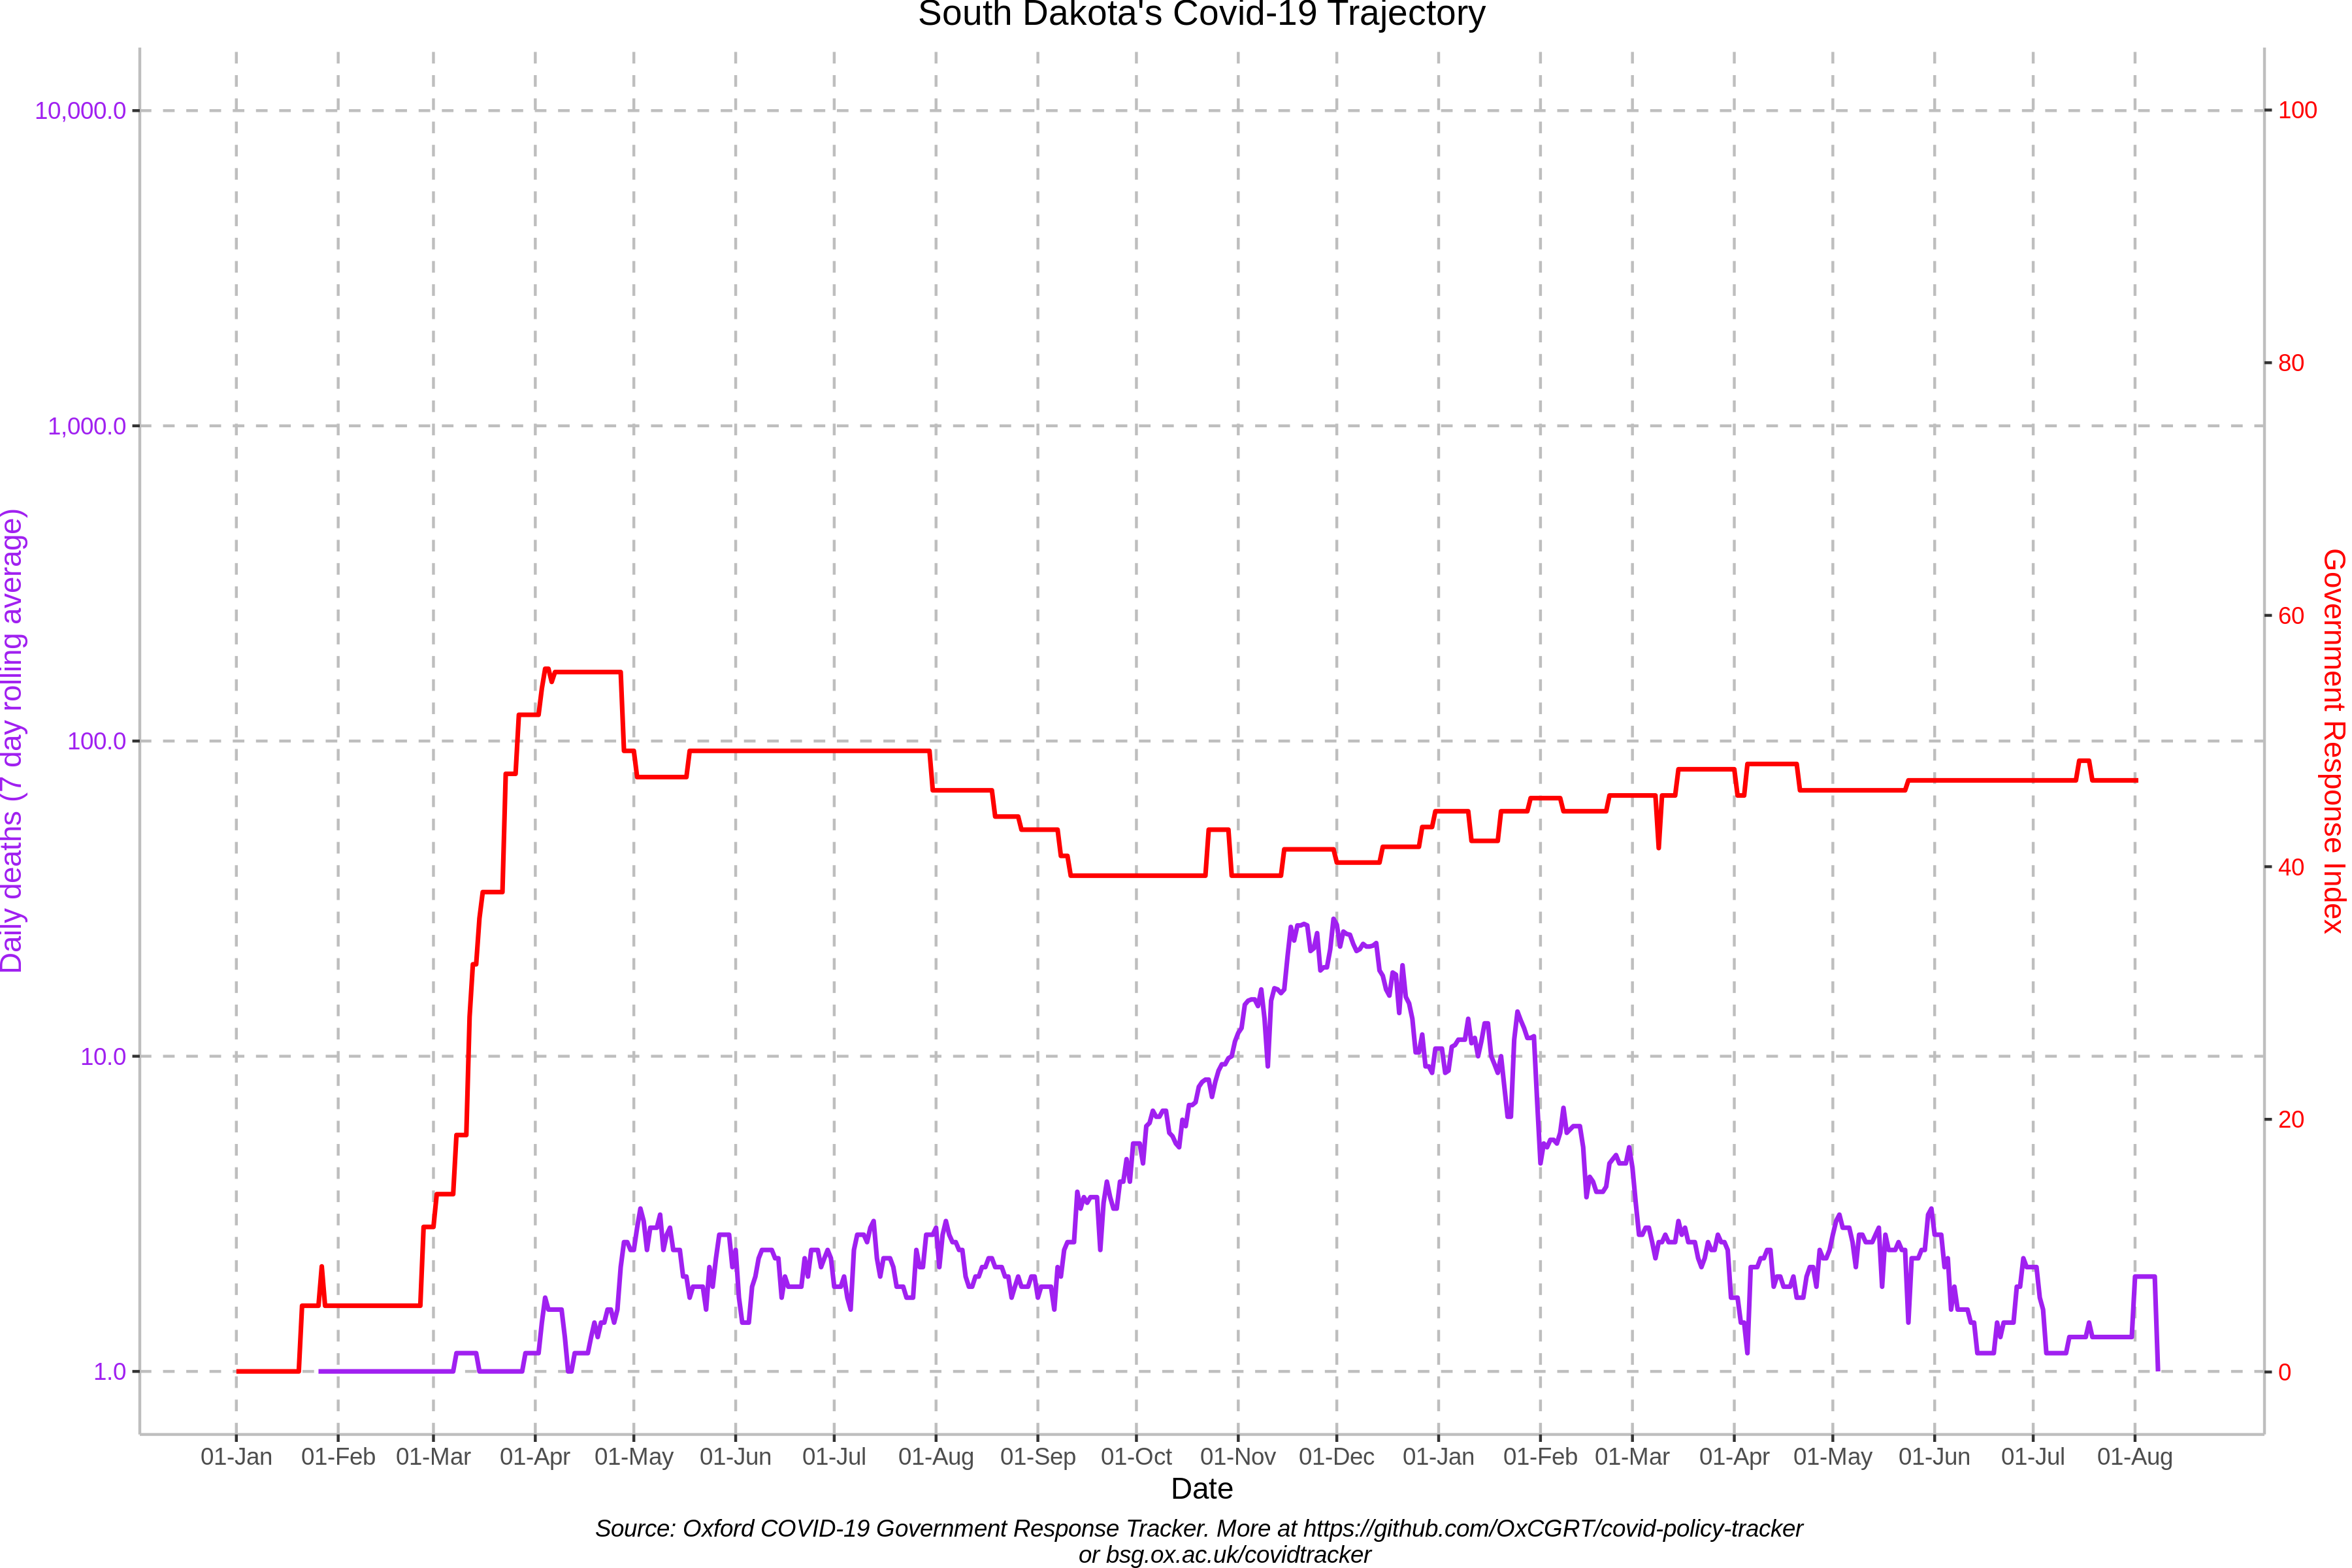 South Dakota's Covid-19 Trajectory
10,000.0
1,000.0
100.0
10.0
1.0
Daily deaths (7 day rolling average)
100
80
60
40
20
0
Government Response Index
01-Jan 01-Feb 01-Mar 01-Apr 01-May 01-Jun 01-Jul 01-Aug 01-Sep 01-Oct 01-Nov 01-Dec 01-Jan 01-Feb 01-Mar 01-Apr 01-May 01-Jun 01-Jul 01-Aug
Date
Source: Oxford COVID-19 Government Response Tracker. More at https://github.com/OxCGRT/covid-policy-tracker
or bsg.ox.ac.uk/covidtracker